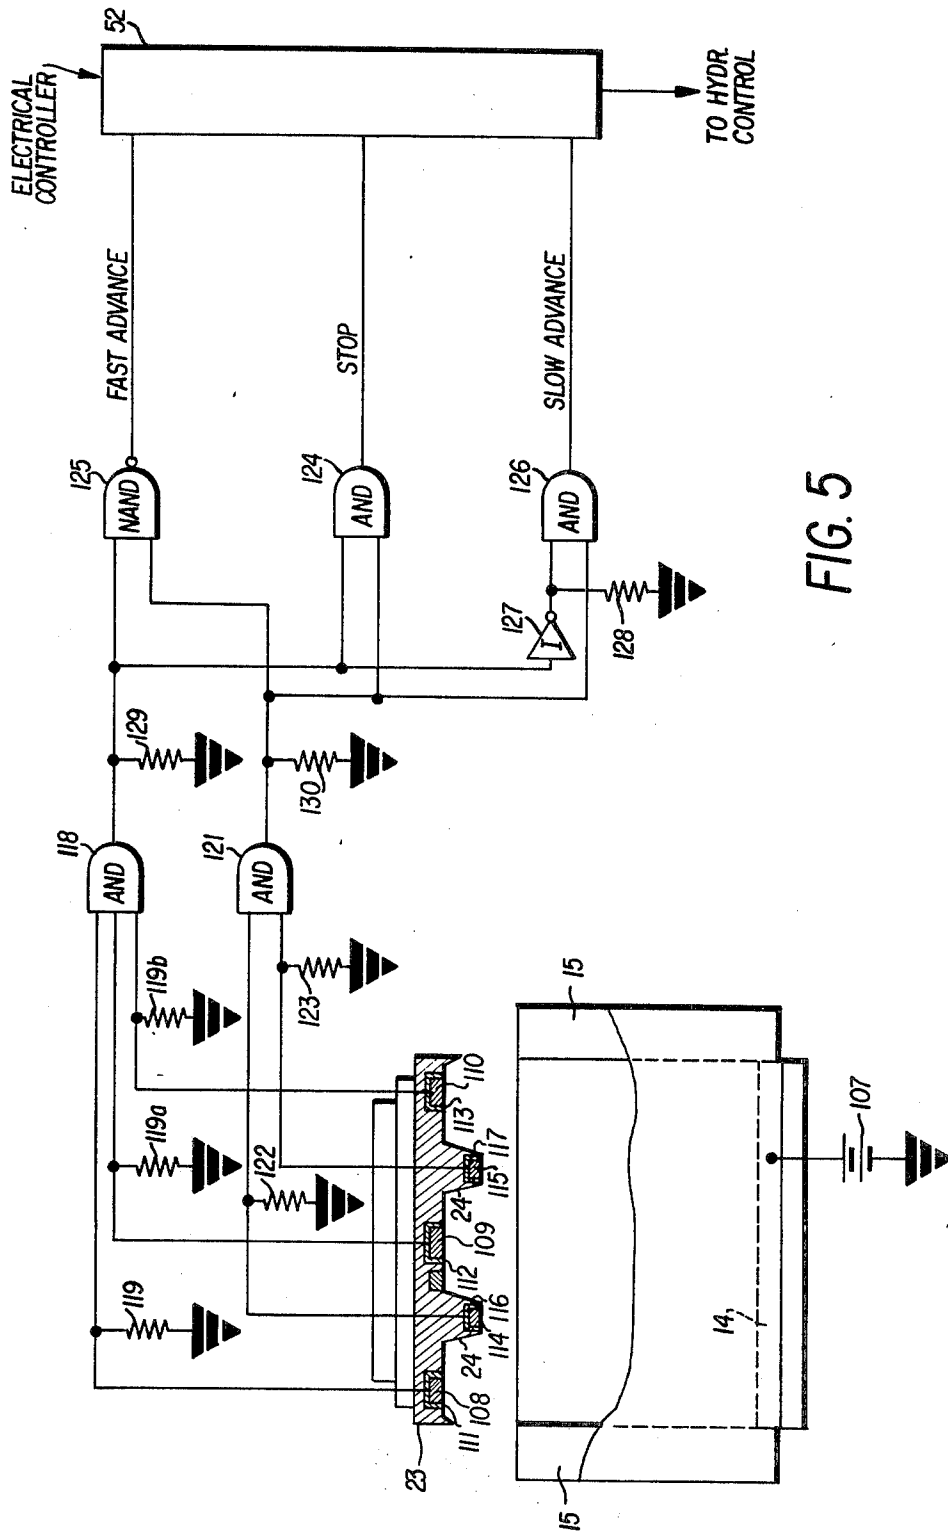 ELECTRICAL
CONTROLLER
52
FAST ADVANCE
STOP
SLOW ADVANCE
TO HYDR.
CONTROL
125
NAND
124
AND
126
AND
127
I
128
129
130
118
AND
121
AND
119b
123
119a
122
119
110
113
117
115
24
109
112
116
114
24
108
111
23
15
15
14
107
FIG. 5